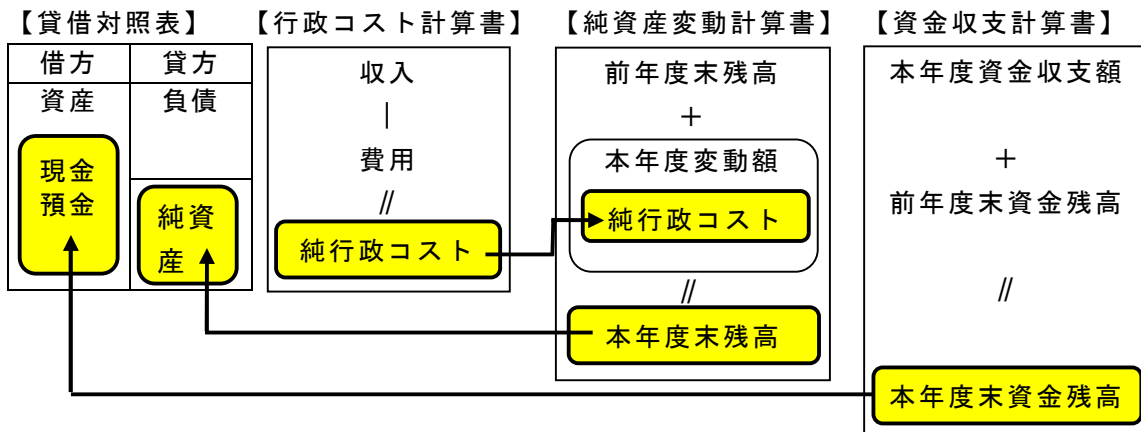 【貸借対照表】
借方 貸方
資産 負債
現金
預金
純資
産
【行政コスト計算書】
収入
|
費用
//
純行政コスト
【純資産変動計算書】
前年度末残高
＋
本年度変動額
純行政コスト
//
本年度末残高
【資金収支計算書】
本年度資金収支額
＋
前年度末資金残高
//
本年度末資金残高